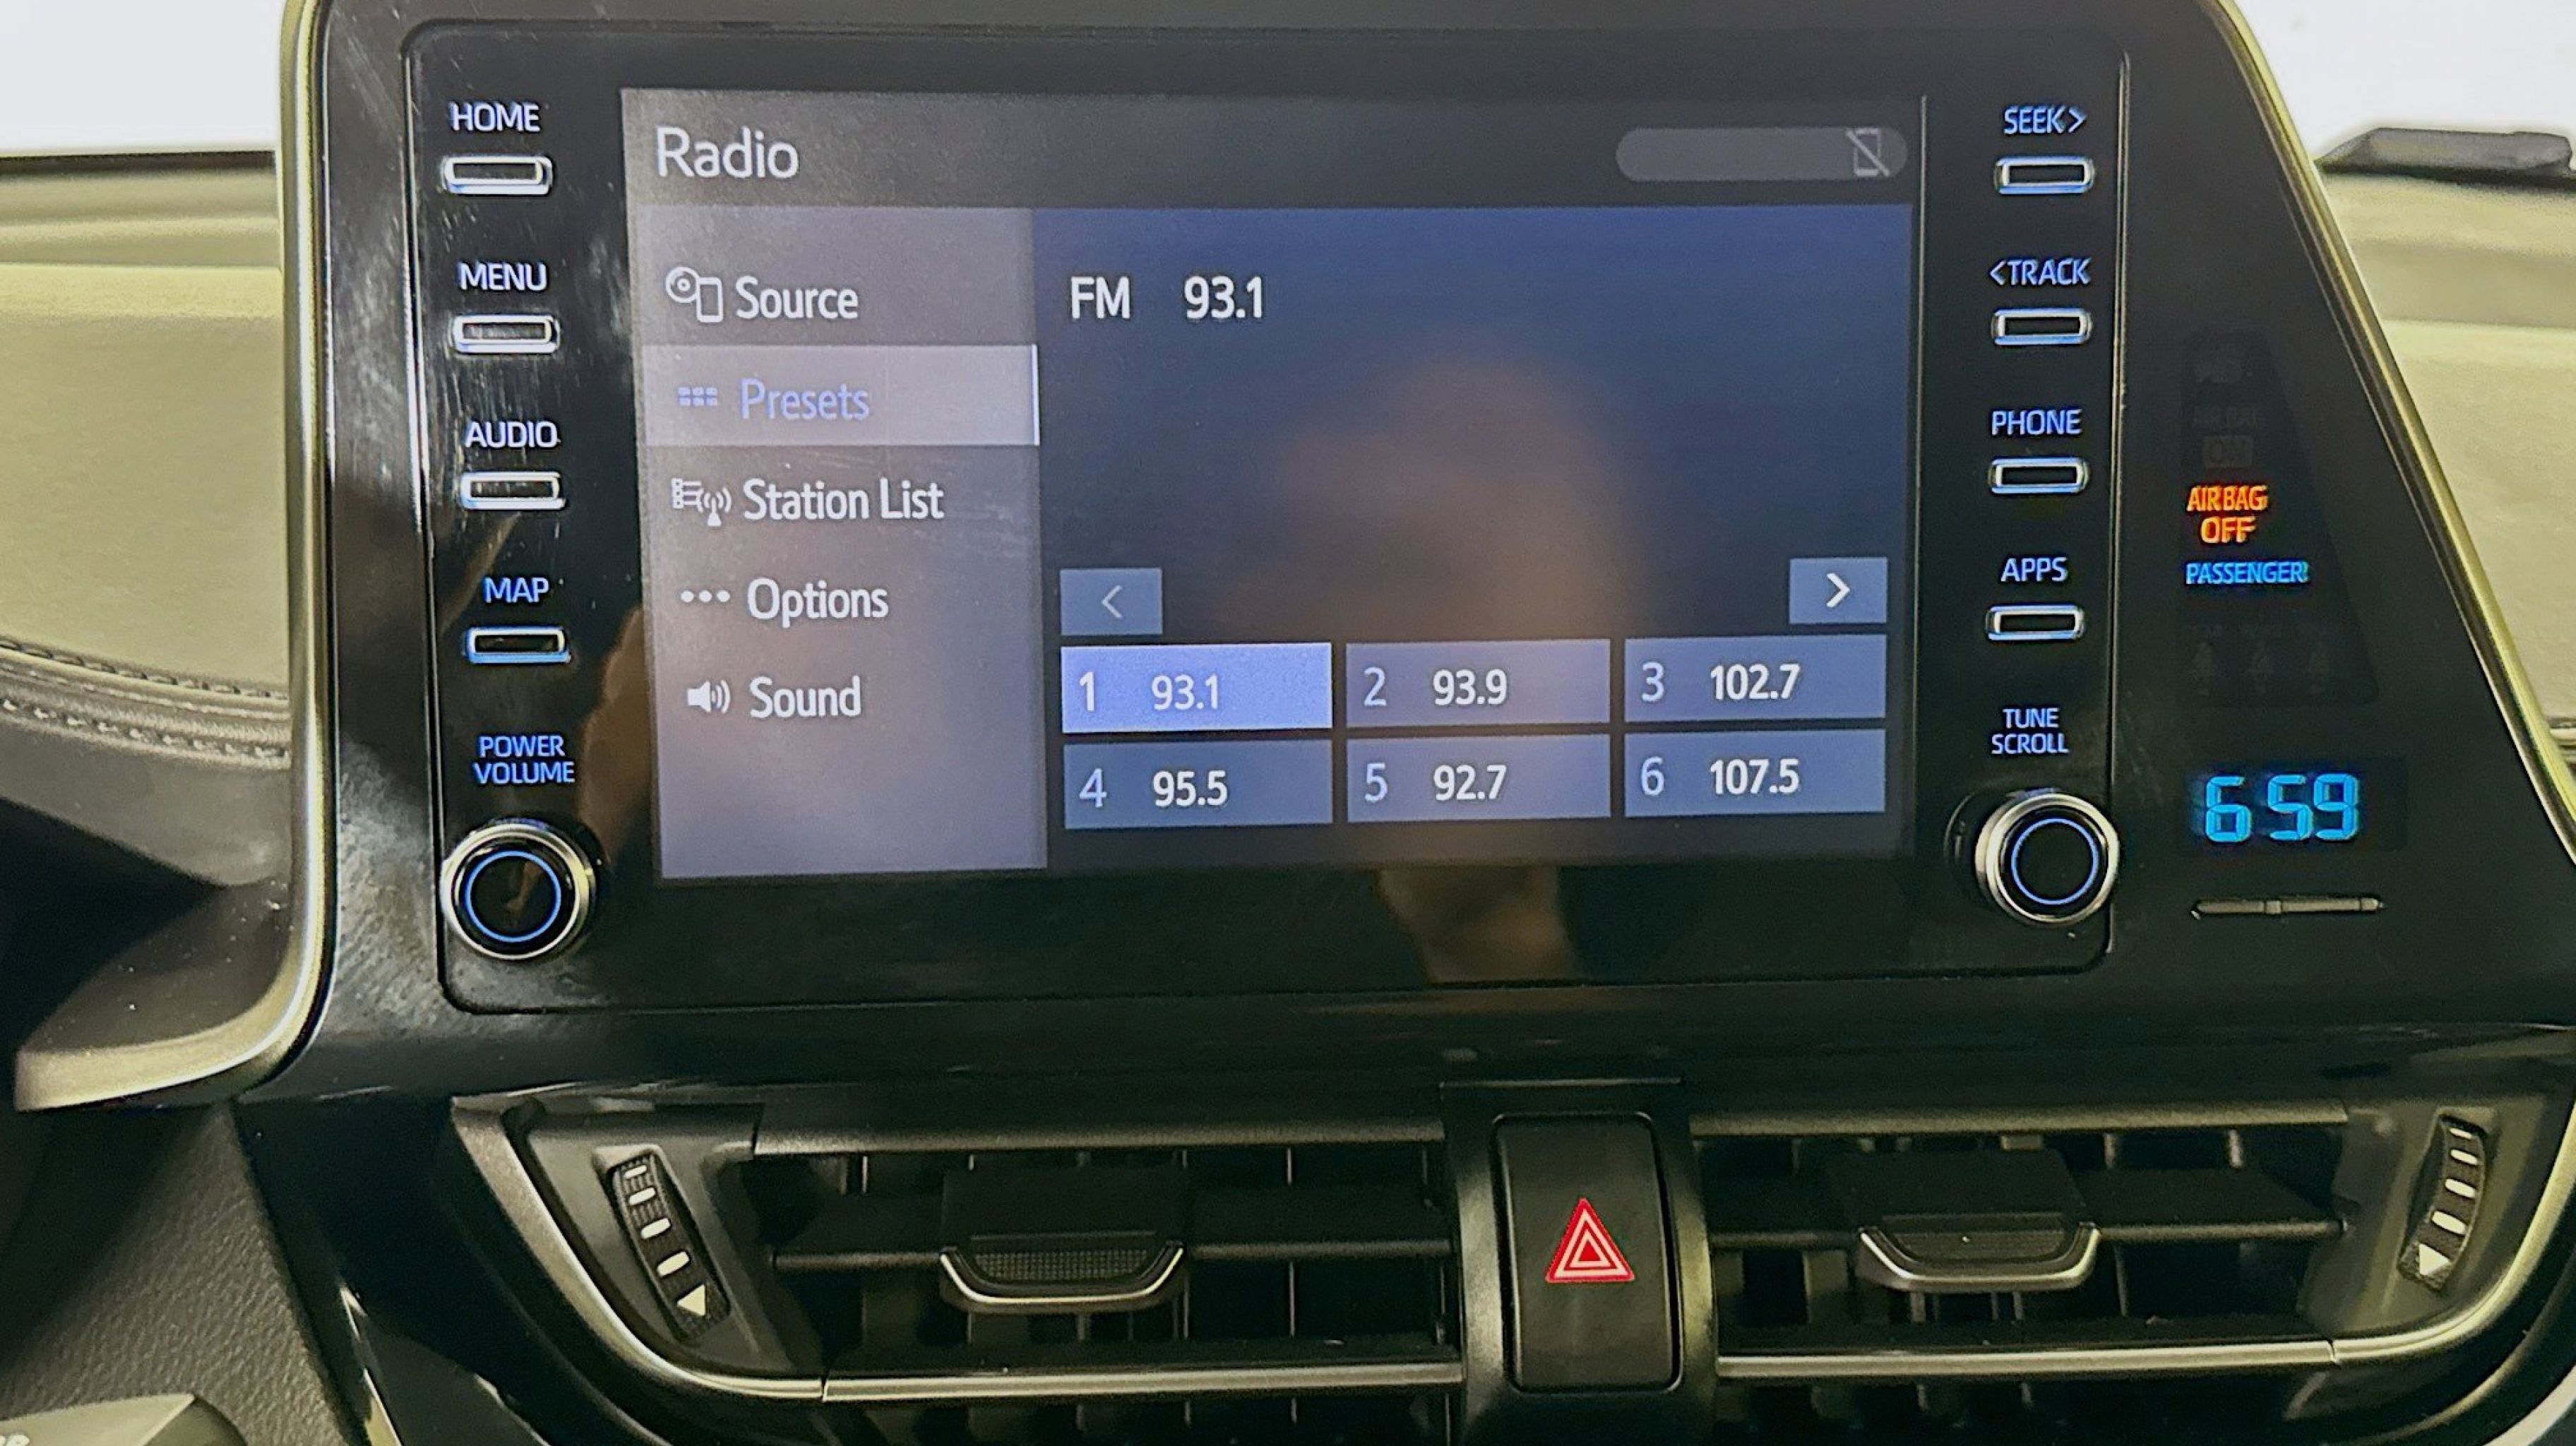 HOME
MENU
AUDIO
MAP
POWER
VOLUME
Radio
Source
Presets
Station List
Options
Sound
FM 93.1
<
>
1 93.1
2 93.9
3 102.7
4 95.5
5 92.7
6 107.5
SEEK>
<TRACK
PHONE
APPS
TUNE
SCROLL
AIRBAG
OFF
PASSENGER
6:59